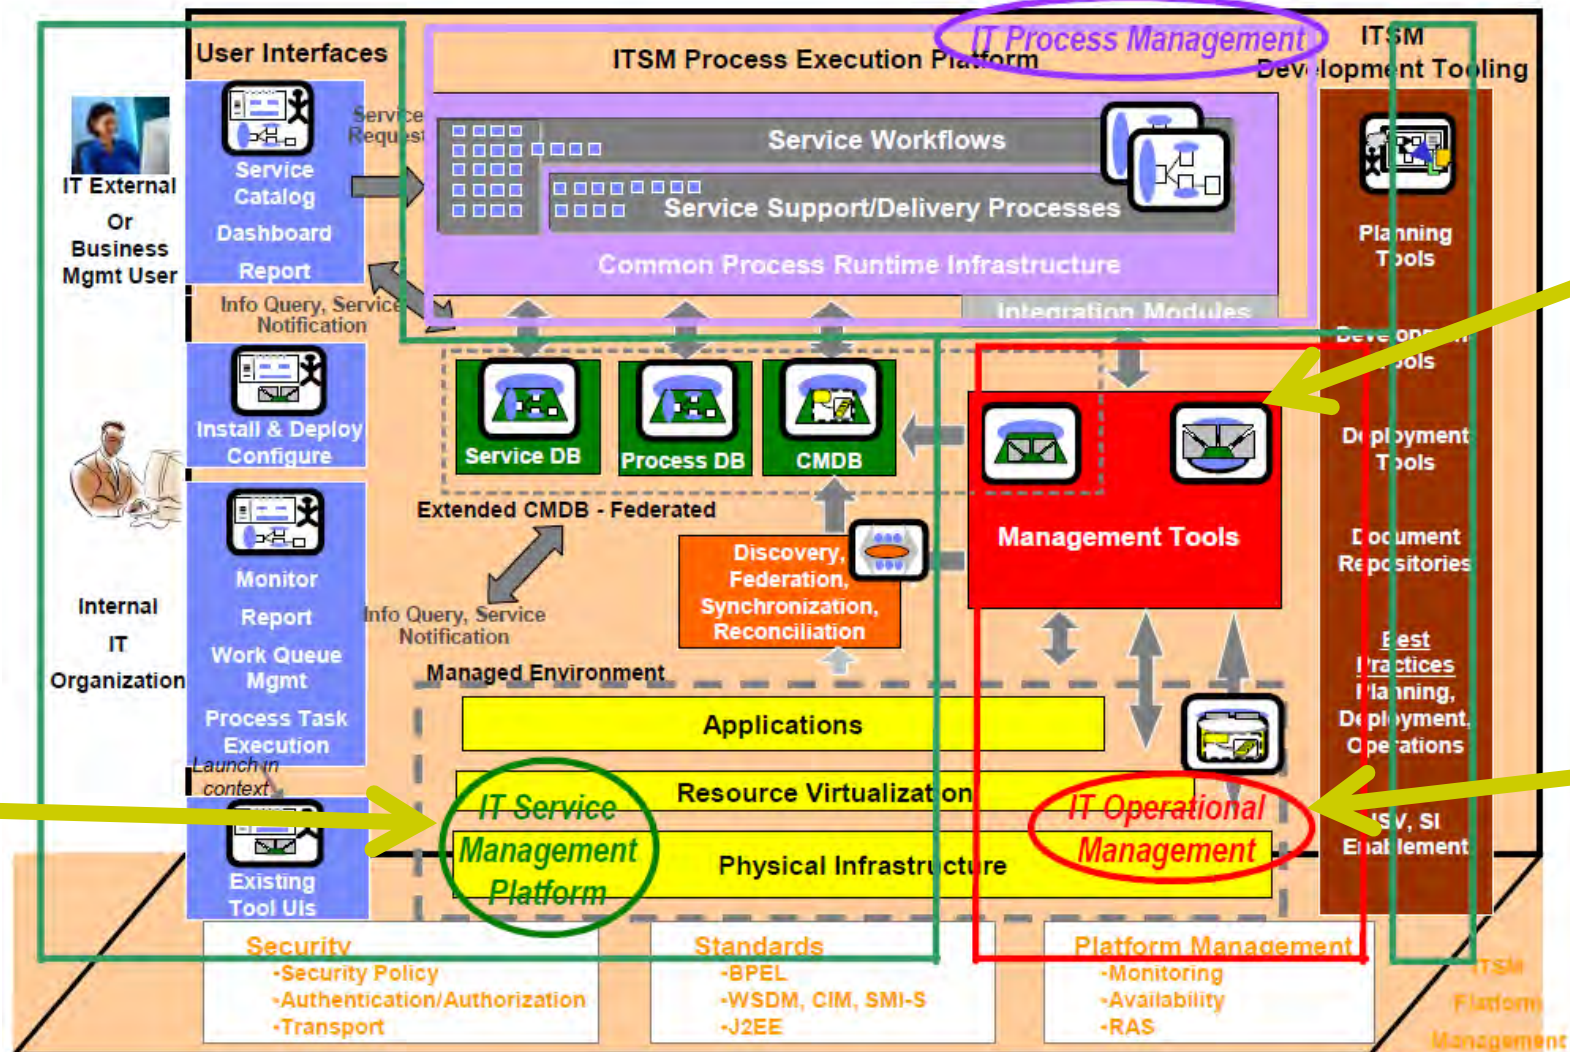 User Interfaces
ITSM Process Execution Platform
IT Process Management
ITSM
Development Tooling
IT External
Or
Business
Mgmt User
Service
Catalog
Dashboard
Report
Service
Request
Service Workflows
Service Support/Delivery Processes
Common Process Runtime Infrastructure
Integration Modules
Info Query, Service
Notification
Planning
Tools
Development
Tools
Deployment
Tools
Document
Repositories
Best
Practices
Planning,
Deployment,
Operations
ISV, SI
Enablement
Install & Deploy
Configure
Service DB
Process DB
CMDB
Extended CMDB - Federated
Management Tools
Discovery,
Federation,
Synchronization,
Reconciliation
Internal
IT
Organization
Monitor
Report
Work Queue
Mgmt
Process Task
Execution
Info Query, Service
Notification
Managed Environment
Launch in
context
Existing
Tool UIs
Applications
Resource Virtualization
Physical Infrastructure
IT Service
Management
Platform
IT Operational
Management
Security
-Security Policy
-Authentication/Authorization
-Transport
Standards
-BPEL
-WSDM, CIM, SMI-S
-J2EE
Platform Management
-Monitoring
-Availability
-RAS
ITSM
Platform
Management